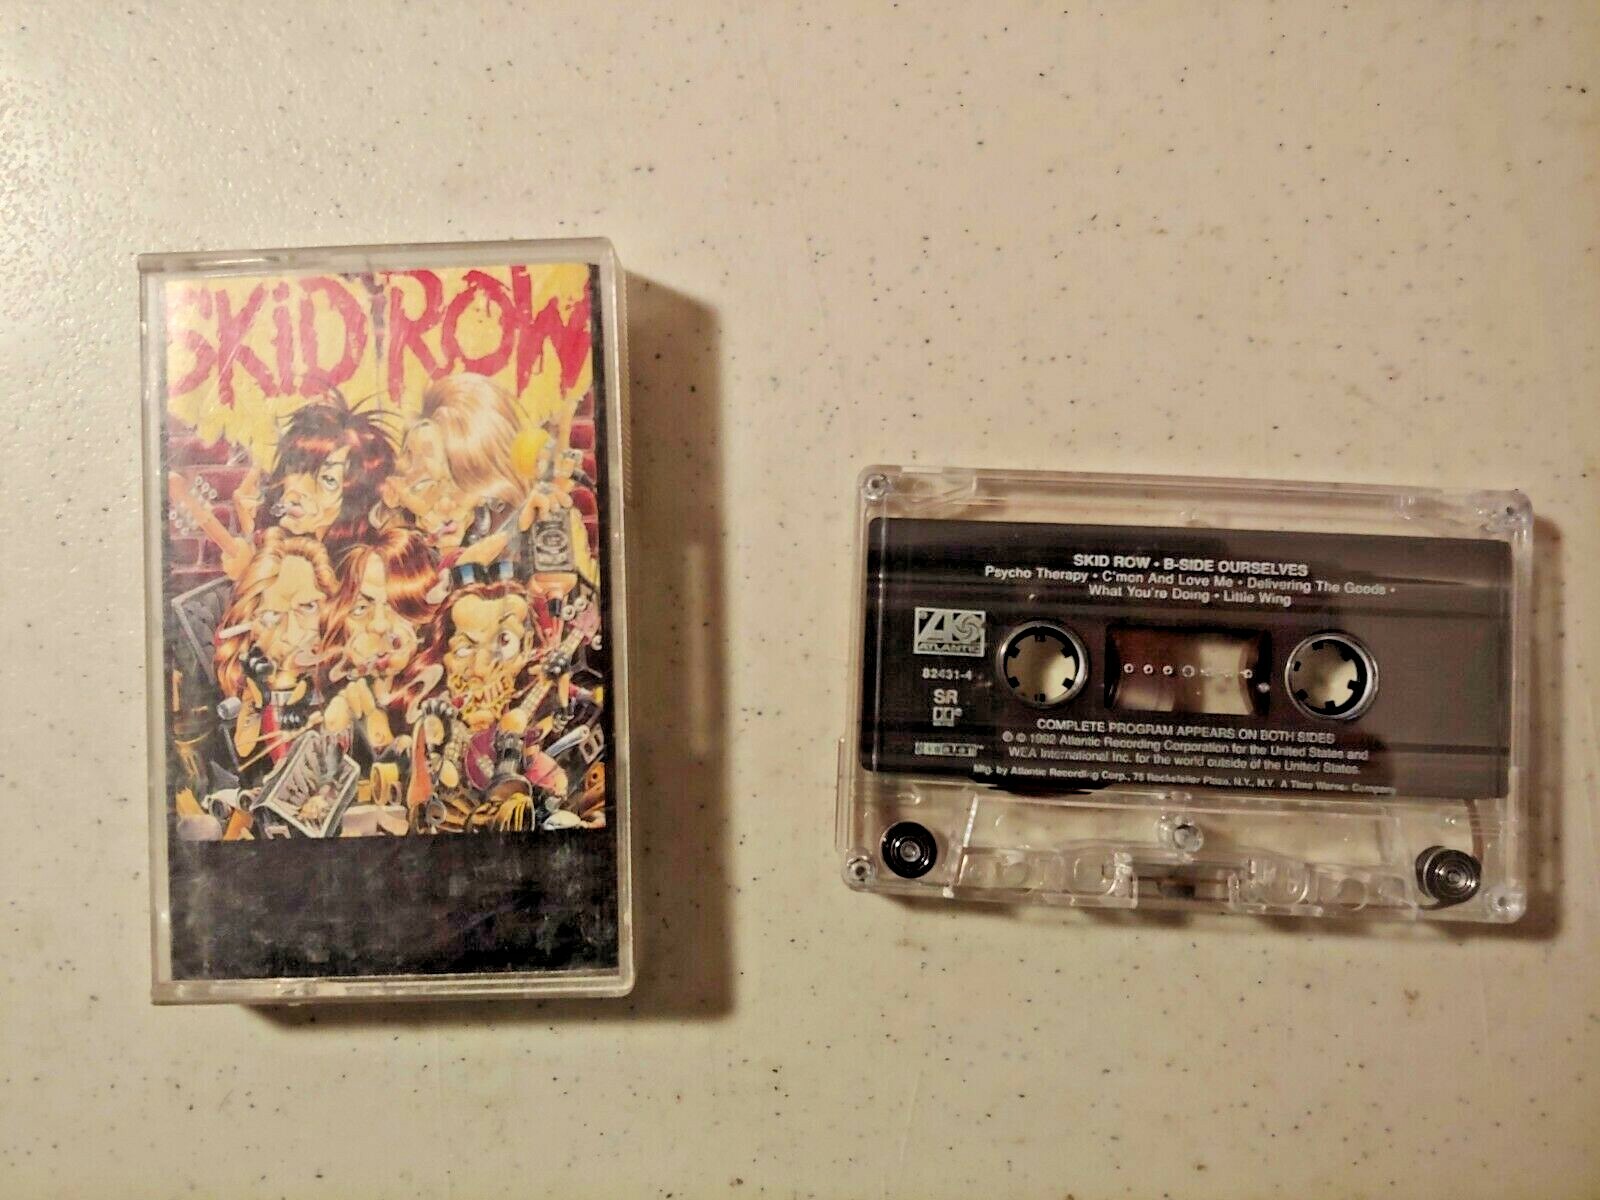 SKiD ROW
SMILE
SKID ROW • B-SIDE OURSELVES
Psycho Therapy • C'mon And Love Me • Delivering The Goods •
What You're Doing • Little Wing
ATLANTIC
82431-4
SR
COMPLETE PROGRAM APPEARS ON BOTH SIDES
℗ © 1992 Atlantic Recording Corporation for the United States and
WEA International Inc. for the world outside of the United States.
Mfg. by Atlantic Recording Corp., 75 Rockefeller Plaza, N.Y., N.Y. A Time Warner Company